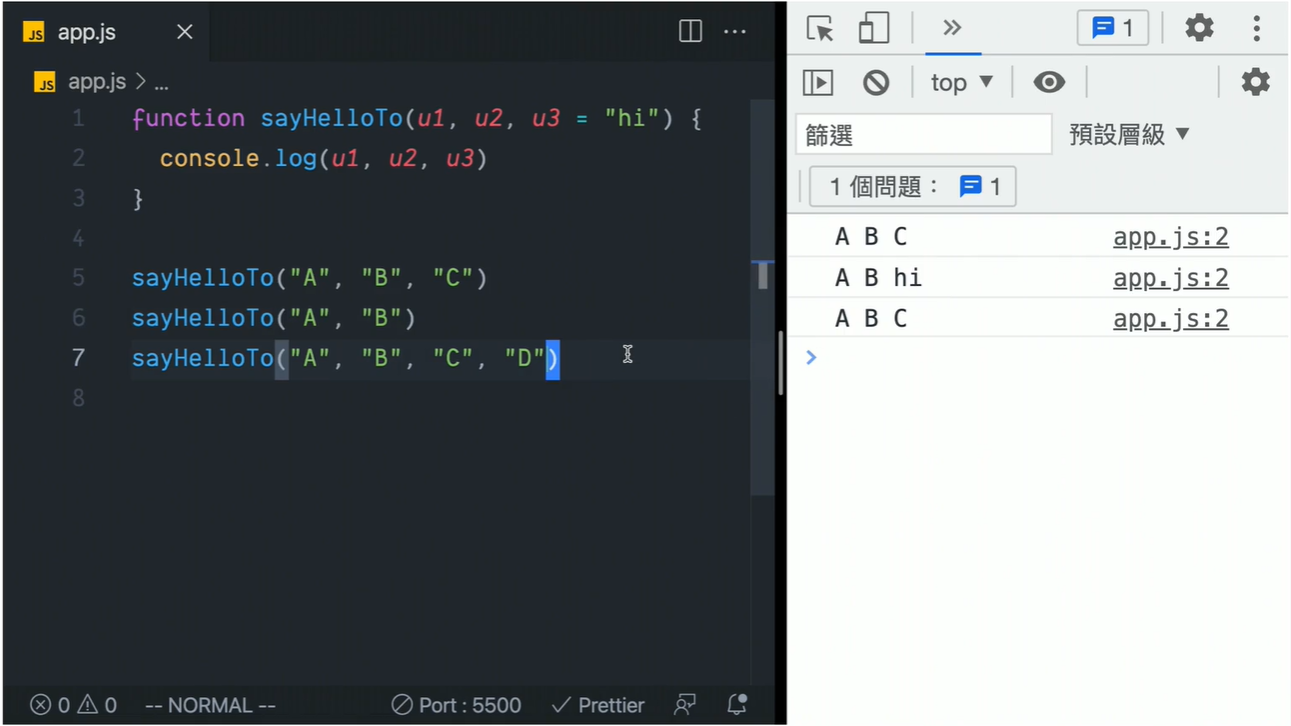 JS app.js
JS app.js > ...
1 function sayHelloTo(u1, u2, u3 = "hi") {
2   console.log(u1, u2, u3)
3 }
4
5 sayHelloTo("A", "B", "C")
6 sayHelloTo("A", "B")
7 sayHelloTo("A", "B", "C", "D")
8
0 0 -- NORMAL -- Port : 5500 Prettier
1
top
篩選 預設層級
1 個問題： 1
A B C app.js:2
A B hi app.js:2
A B C app.js:2